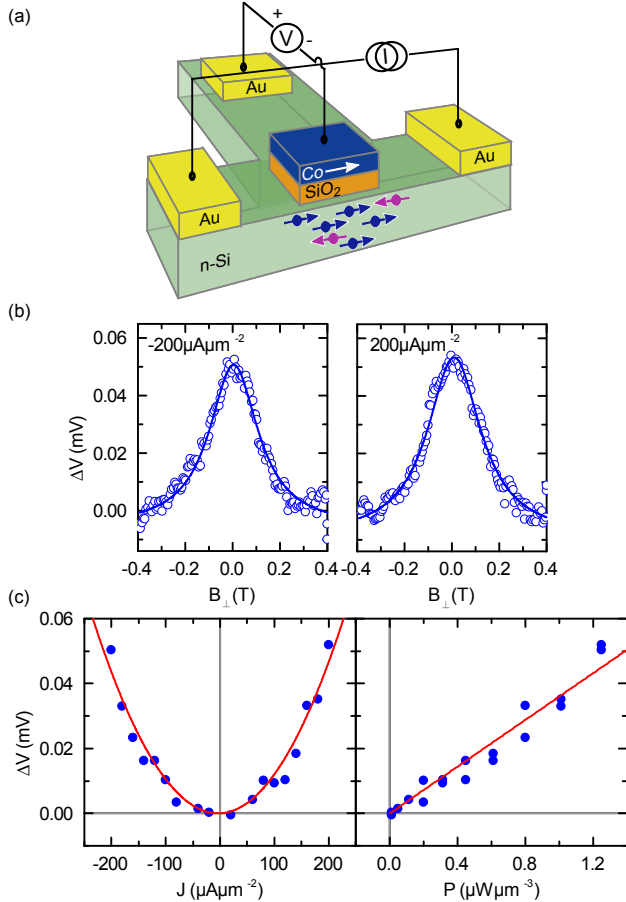 (a)
+
V
-
I
Au
Au
Co
SiO₂
Au
n-Si
(b)
-200µAµm⁻² 200µAµm⁻²
0.06
0.04
0.02
0.00
ΔV (mV)
-0.4 -0.2 0.0 0.2 0.4 -0.4 -0.2 0.0 0.2 0.4
B⊥(T) B⊥(T)
(c)
0.06
0.04
0.02
0.00
ΔV (mV)
-200 -100 0 100 200 0.0 0.4 0.8 1.2
J (µAµm⁻²) P (µWµm⁻³)